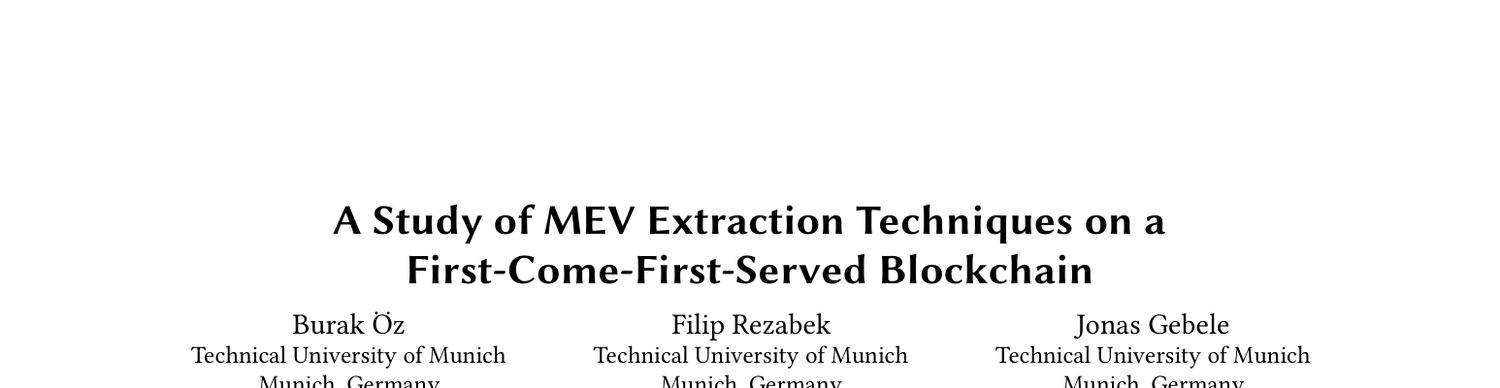 A Study of MEV Extraction Techniques on a
First-Come-First-Served Blockchain
Burak Öz Filip Rezabek Jonas Gebele
Technical University of Munich Technical University of Munich Technical University of Munich
Munich, Germany Munich, Germany Munich, Germany